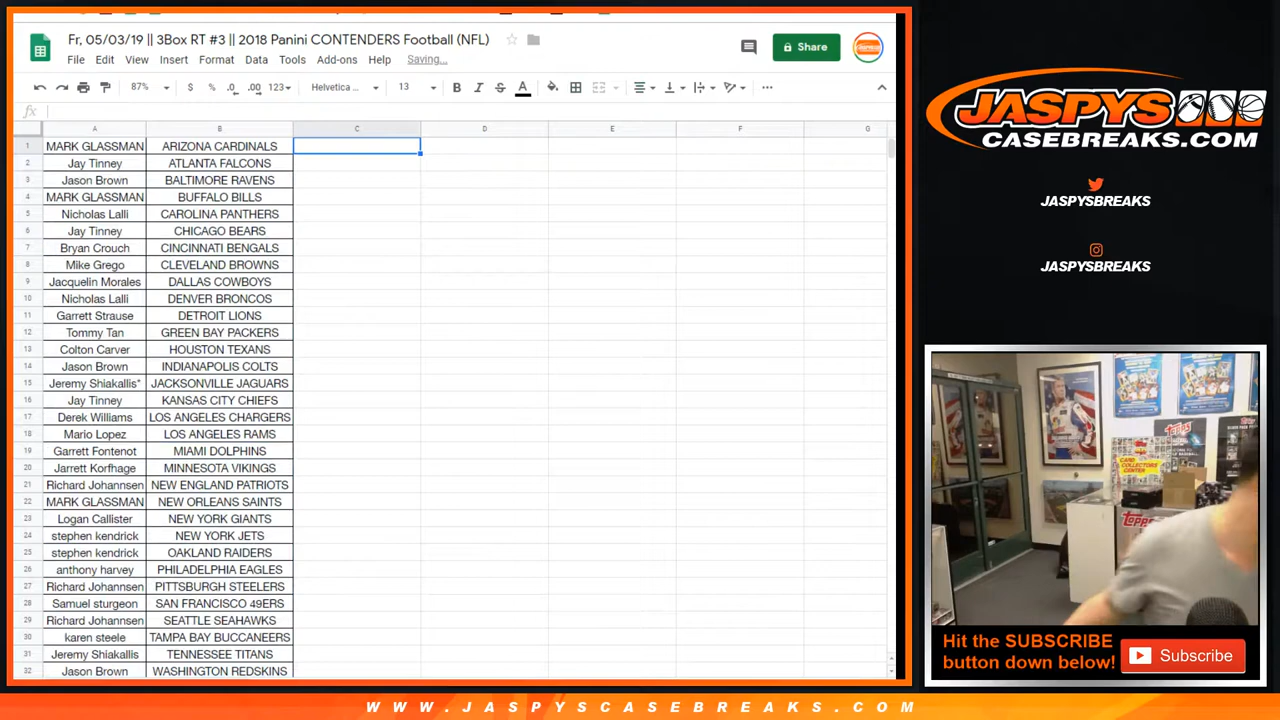 Fr, 05/03/19 || 3Box RT #3 || 2018 Panini CONTENDERS Football (NFL)
File Edit View Insert Format Data Tools Add-ons Help Saving...
Share
87% $ % .0 .00 123 Helvetica ... 13 B I S A
fx
A B C D E F G
1 MARK GLASSMAN ARIZONA CARDINALS
2 Jay Tinney ATLANTA FALCONS
3 Jason Brown BALTIMORE RAVENS
4 MARK GLASSMAN BUFFALO BILLS
5 Nicholas Lalli CAROLINA PANTHERS
6 Jay Tinney CHICAGO BEARS
7 Bryan Crouch CINCINNATI BENGALS
8 Mike Grego CLEVELAND BROWNS
9 Jacquelin Morales DALLAS COWBOYS
10 Nicholas Lalli DENVER BRONCOS
11 Garrett Strause DETROIT LIONS
12 Tommy Tan GREEN BAY PACKERS
13 Colton Carver HOUSTON TEXANS
14 Jason Brown INDIANAPOLIS COLTS
15 Jeremy Shiakallis* JACKSONVILLE JAGUARS
16 Jay Tinney KANSAS CITY CHIEFS
17 Derek Williams LOS ANGELES CHARGERS
18 Mario Lopez LOS ANGELES RAMS
19 Garrett Fontenot MIAMI DOLPHINS
20 Jarrett Korfhage MINNESOTA VIKINGS
21 Richard Johannsen NEW ENGLAND PATRIOTS
22 MARK GLASSMAN NEW ORLEANS SAINTS
23 Logan Callister NEW YORK GIANTS
24 stephen kendrick NEW YORK JETS
25 stephen kendrick OAKLAND RAIDERS
26 anthony harvey PHILADELPHIA EAGLES
27 Richard Johannsen PITTSBURGH STEELERS
28 Samuel sturgeon SAN FRANCISCO 49ERS
29 Richard Johannsen SEATTLE SEAHAWKS
30 karen steele TAMPA BAY BUCCANEERS
31 Jeremy Shiakallis TENNESSEE TITANS
32 Jason Brown WASHINGTON REDSKINS
JASPYS
CASEBREAKS.COM
JASPYSBREAKS
JASPYSBREAKS
TOPPS
CARD
COLLECTORS
CENTER
TOPPS
Hit the SUBSCRIBE
button down below!
Subscribe
WWW.JASPYSCASEBREAKS.COM